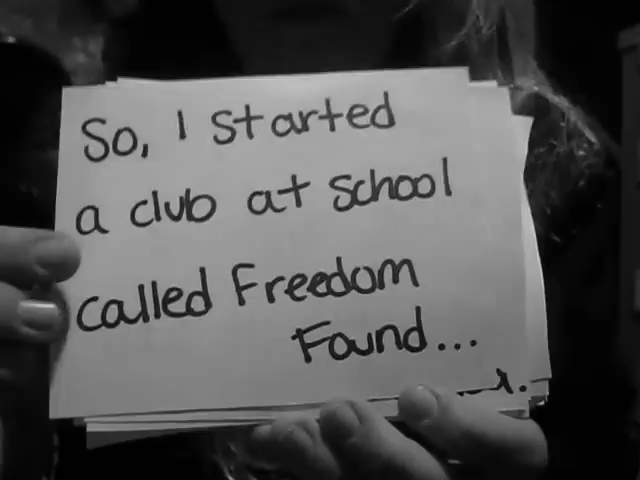 So, I started
a club at school
called Freedom
Found...